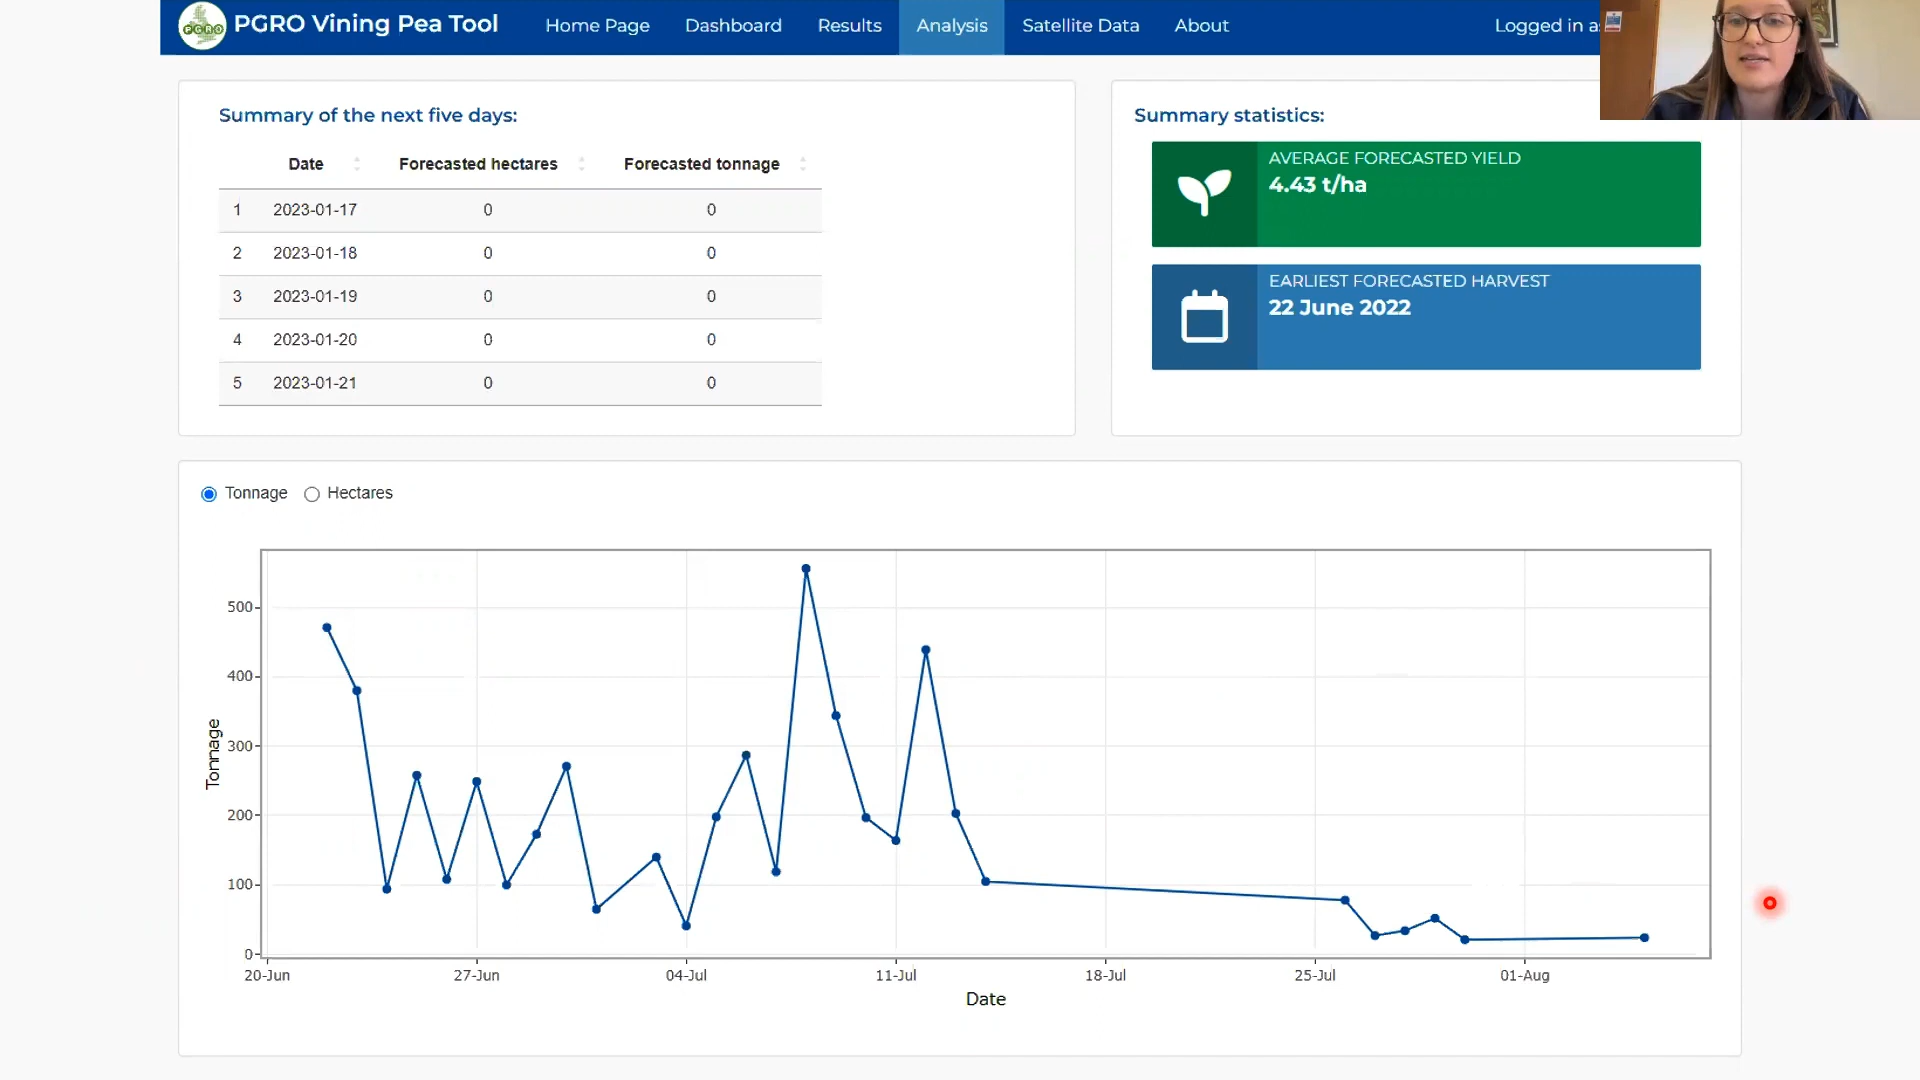 PGRO
PGRO Vining Pea Tool
Home Page
Dashboard
Results
Analysis
Satellite Data
About
Logged in as
Summary of the next five days:
Date Forecasted hectares Forecasted tonnage
1 2023-01-17 0 0
2 2023-01-18 0 0
3 2023-01-19 0 0
4 2023-01-20 0 0
5 2023-01-21 0 0
Summary statistics:
AVERAGE FORECASTED YIELD
4.43 t/ha
EARLIEST FORECASTED HARVEST
22 June 2022
Tonnage Hectares
Tonnage
500
400
300
200
100
0
20-Jun 27-Jun 04-Jul 11-Jul 18-Jul 25-Jul 01-Aug
Date